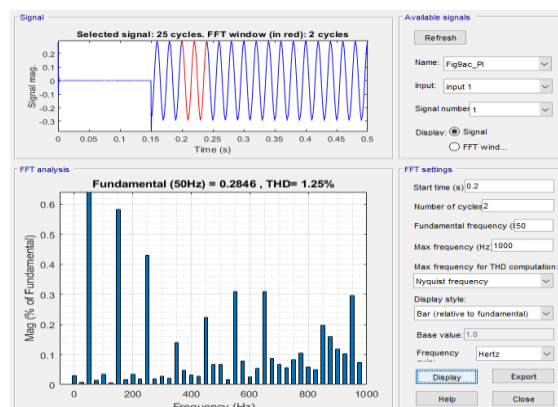 Signal
Selected signal: 25 cycles. FFT window (in red): 2 cycles
Signal mag.
0.2
0.1
0
-0.1
-0.2
-0.3
0 0.05 0.1 0.15 0.2 0.25 0.3 0.35 0.4 0.45 0.5
Time (s)
FFT analysis
Fundamental (50Hz) = 0.2846 , THD= 1.25%
Mag (% of Fundamental)
0.6
0.5
0.4
0.3
0.2
0.1
0
0 200 400 600 800 1000
Frequency (Hz)
Available signals
Refresh
Name: Fig9ac_PI
Input: input 1
Signal number: 1
Display: Signal
FFT wind...
FFT settings
Start time (s): 0.2
Number of cycles: 2
Fundamental frequency (50
Max frequency (Hz: 1000
Max frequency for THD computation:
Nyquist frequency
Display style:
Bar (relative to fundamental)
Base value: 1.0
Frequency Hertz
Display Export
Help Close